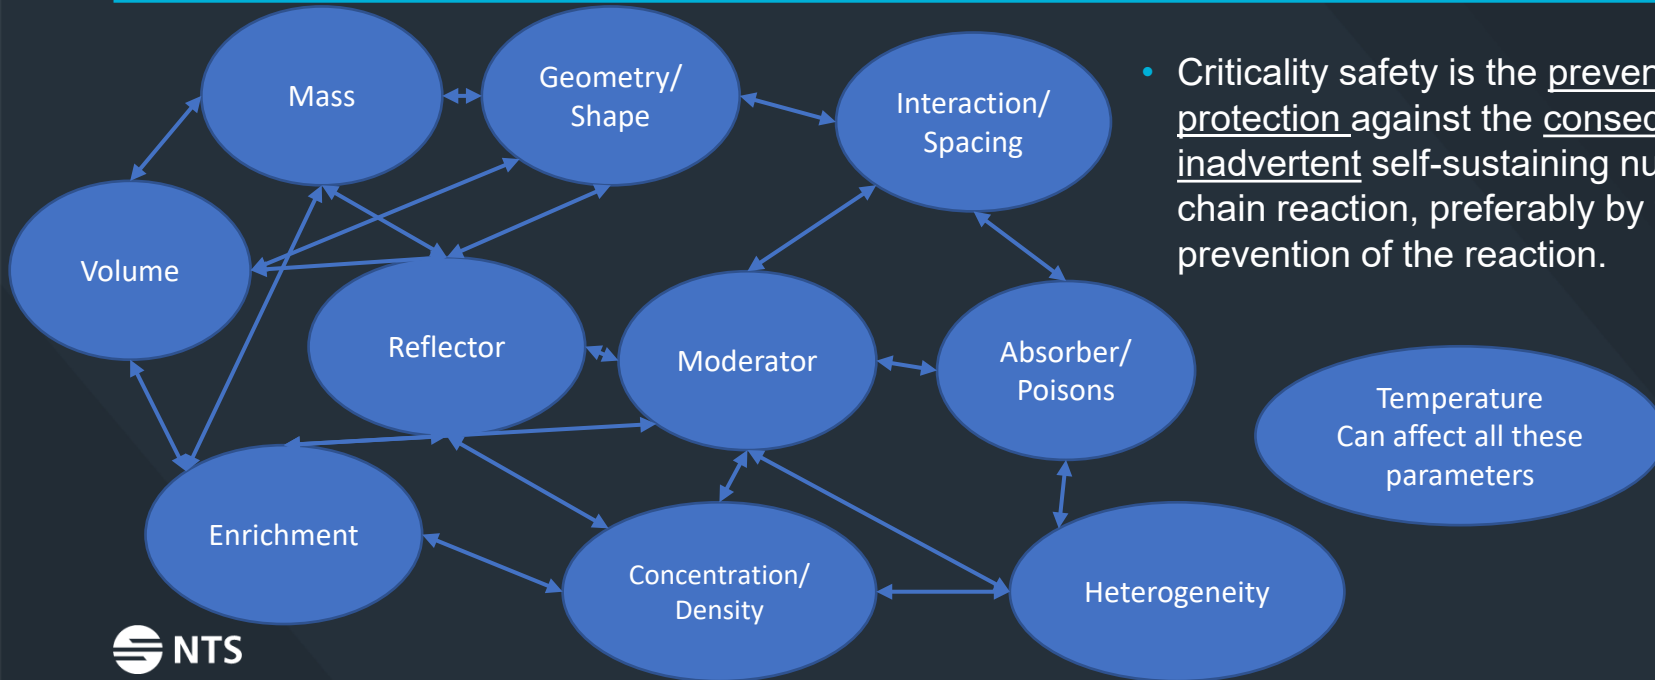 Mass
Geometry/
Shape
Interaction/
Spacing
• Criticality safety is the
protection against the
inadvertent self-sustaining
chain reaction, preferably by
prevention of the reaction.
Volume
Reflector
Moderator
Absorber/
Poisons
Temperature
Can affect all these
parameters
Enrichment
Concentration/
Density
Heterogeneity
NTS